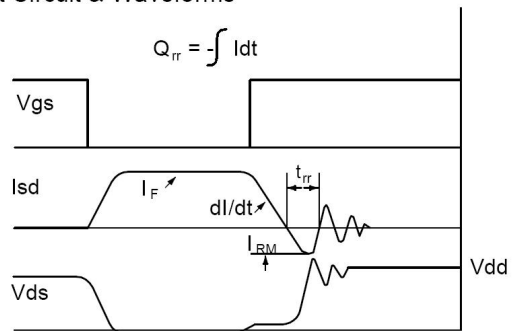 Circuit & Waveforms
Qrr = -∫ Idt
Vgs
Isd
IF
trr
dI/dt
IRM
Vdd
Vds